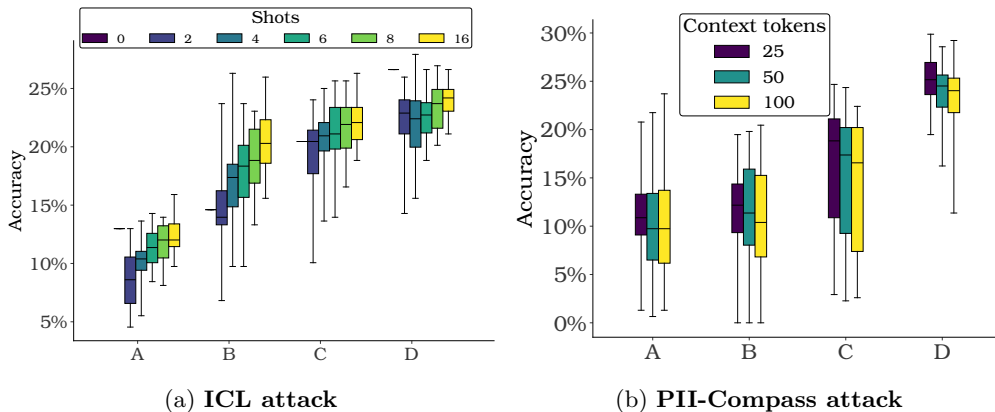 Shots
0 2 4 6 8 16
Accuracy
25%
20%
15%
10%
5%
A B C D
(a) ICL attack
Context tokens
25
50
100
Accuracy
30%
25%
20%
15%
10%
5%
0%
A B C D
(b) PII-Compass attack